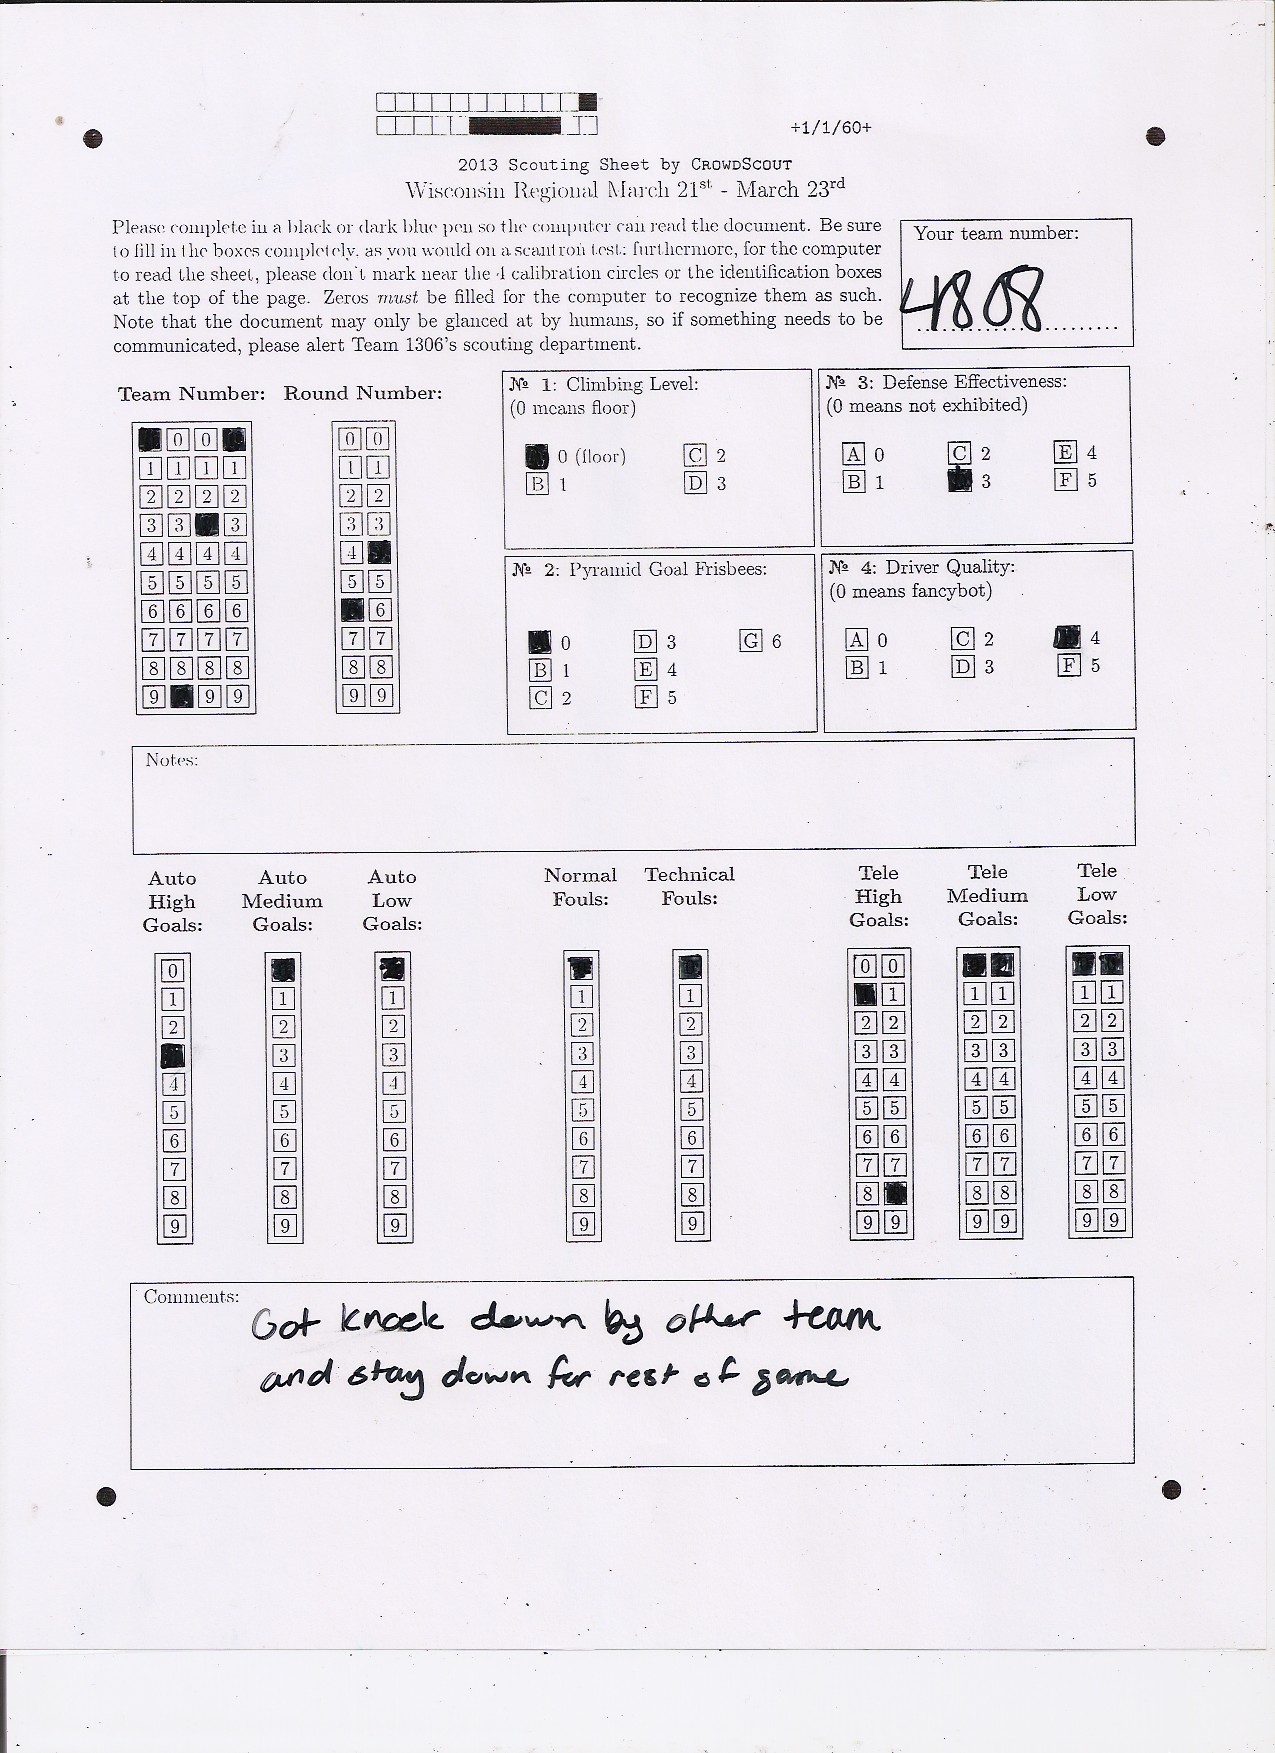 +1/1/60+
2013 Scouting Sheet by CROWDSCOUT
Wisconsin Regional March 21st - March 23rd
Please complete in a black or dark blue pen so the computer can read the document. Be sure
to fill in the boxes completely, as you would on a scantron test; furthermore, for the computer
to read the sheet, please don't mark near the 4 calibration circles or the identification boxes
at the top of the page. Zeros must be filled for the computer to recognize them as such.
Note that the document may only be glanced at by humans, so if something needs to be
communicated, please alert Team 1306's scouting department.
Your team number:
4808
Team Number: Round Number:
0 0
1 1 1 1
2 2 2 2
3 3 3
4 4 4 4
5 5 5 5
6 6 6 6
7 7 7 7
8 8 8 8
9 9 9
0 0
1 1
2 2
3 3
4
5 5
6
7 7
8 8
9 9
№ 1: Climbing Level:
(0 means floor)
0 (floor) C 2
B 1 D 3
№ 3: Defense Effectiveness:
(0 means not exhibited)
A 0 C 2 E 4
B 1 3 F 5
№ 2: Pyramid Goal Frisbees:
0 D 3 G 6
B 1 E 4
C 2 F 5
№ 4: Driver Quality:
(0 means fancybot)
A 0 C 2 4
B 1 D 3 F 5
Notes:
Auto
High
Goals:
0
1
2
4
5
6
7
8
9
Auto
Medium
Goals:
1
2
3
4
5
6
7
8
9
Auto
Low
Goals:
1
2
3
4
5
6
7
8
9
Normal
Fouls:
1
2
3
4
5
6
7
8
9
Technical
Fouls:
1
2
3
4
5
6
7
8
9
Tele
High
Goals:
0 0
1
2 2
3 3
4 4
5 5
6 6
7 7
8
9 9
Tele
Medium
Goals:
1 1
2 2
3 3
4 4
5 5
6 6
7 7
8 8
9 9
Tele
Low
Goals:
1 1
2 2
3 3
4 4
5 5
6 6
7 7
8 8
9 9
Comments:
Got knock down by other team
and stay down for rest of game